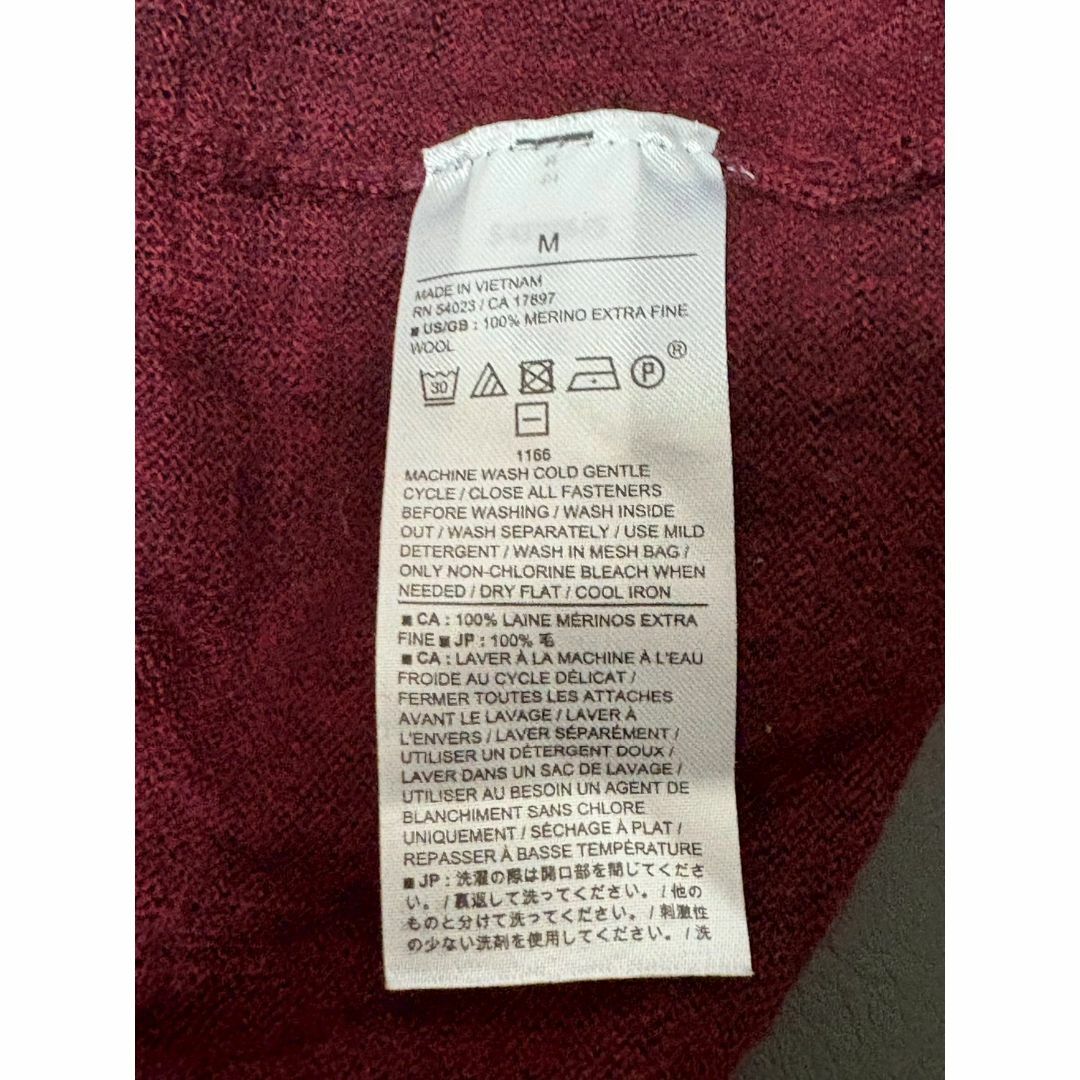 M
MADE IN VIETNAM
RN 54023 / CA 17897
■ US/GB : 100% MERINO EXTRA FINE
WOOL
30 P ®
1166
MACHINE WASH COLD GENTLE
CYCLE / CLOSE ALL FASTENERS
BEFORE WASHING / WASH INSIDE
OUT / WASH SEPARATELY / USE MILD
DETERGENT / WASH IN MESH BAG /
ONLY NON-CHLORINE BLEACH WHEN
NEEDED / DRY FLAT / COOL IRON
■ CA : 100% LAINE MÉRINOS EXTRA
FINE ■ JP : 100% 毛
■ CA : LAVER À LA MACHINE À L'EAU
FROIDE AU CYCLE DÉLICAT /
FERMER TOUTES LES ATTACHES
AVANT LE LAVAGE / LAVER À
L'ENVERS / LAVER SÉPARÉMENT /
UTILISER UN DÉTERGENT DOUX /
LAVER DANS UN SAC DE LAVAGE /
UTILISER AU BESOIN UN AGENT DE
BLANCHIMENT SANS CHLORE
UNIQUEMENT / SÉCHAGE À PLAT /
REPASSER À BASSE TEMPÉRATURE
■ JP : 洗濯の際は開口部を閉じてくださ
い。/ 裏返して洗ってください。/ 他の
ものと分けて洗ってください。/ 刺激性
の少ない洗剤を使用してください。/ 洗